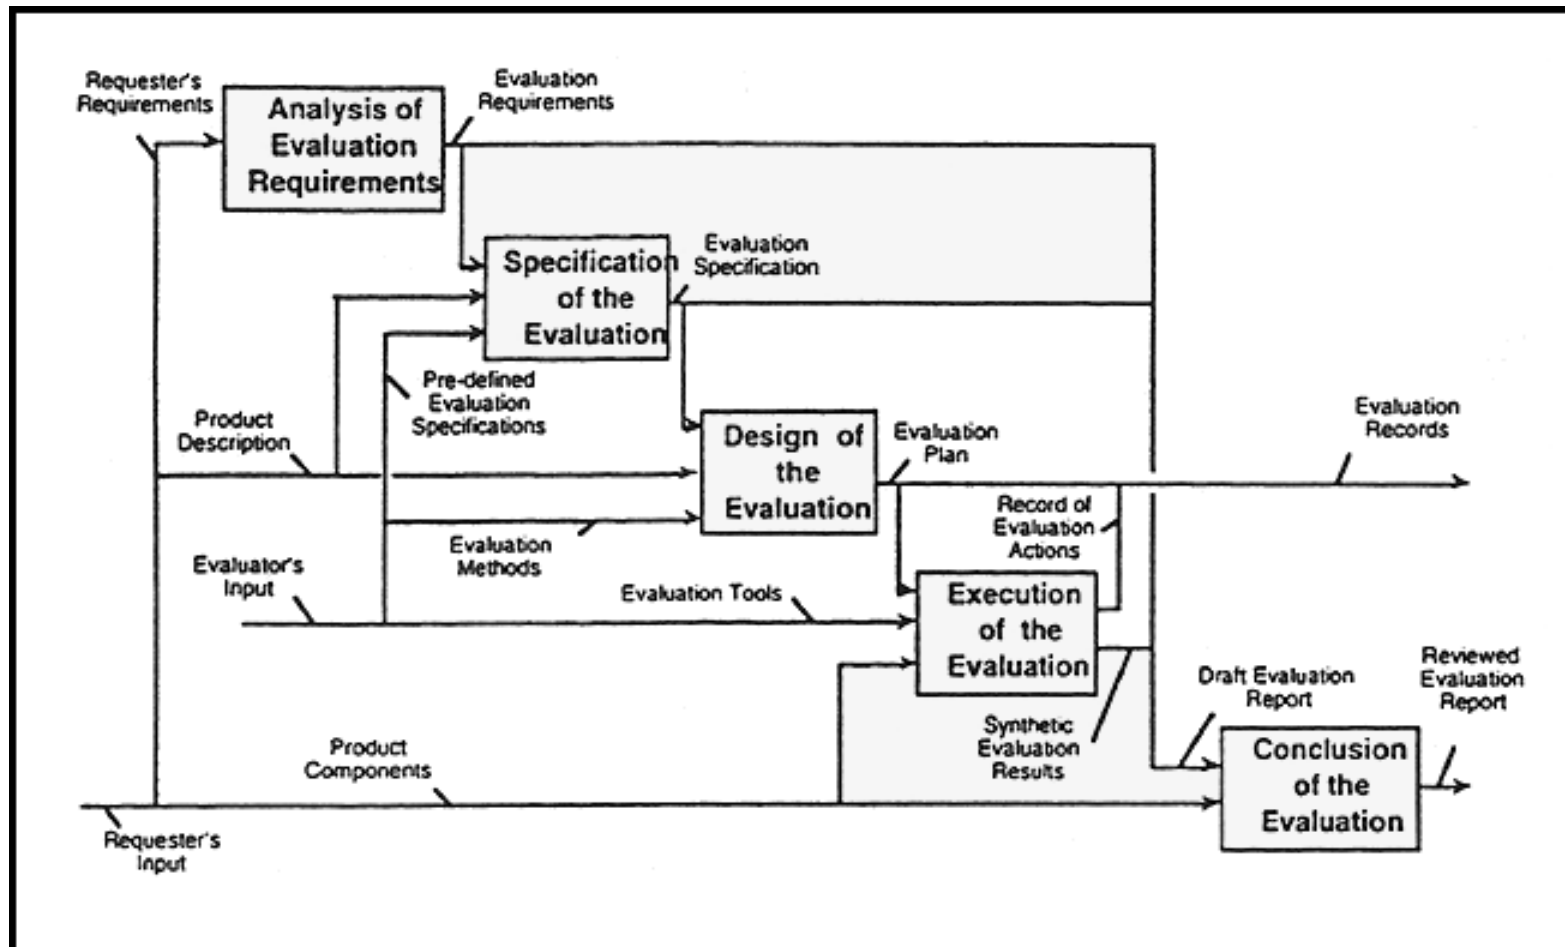 Requester's
Requirements
Analysis of
Evaluation
Requirements
Evaluation
Requirements
Specification
of the
Evaluation
Evaluation
Specification
Pre-defined
Evaluation
Specifications
Product
Description
Design of
the
Evaluation
Evaluation
Plan
Evaluation
Records
Evaluation
Methods
Record of
Evaluation
Actions
Evaluator's
Input
Evaluation Tools
Execution
of the
Evaluation
Synthetic
Evaluation
Results
Draft Evaluation
Report
Reviewed
Evaluation
Report
Product
Components
Conclusion
of the
Evaluation
Requester's
Input